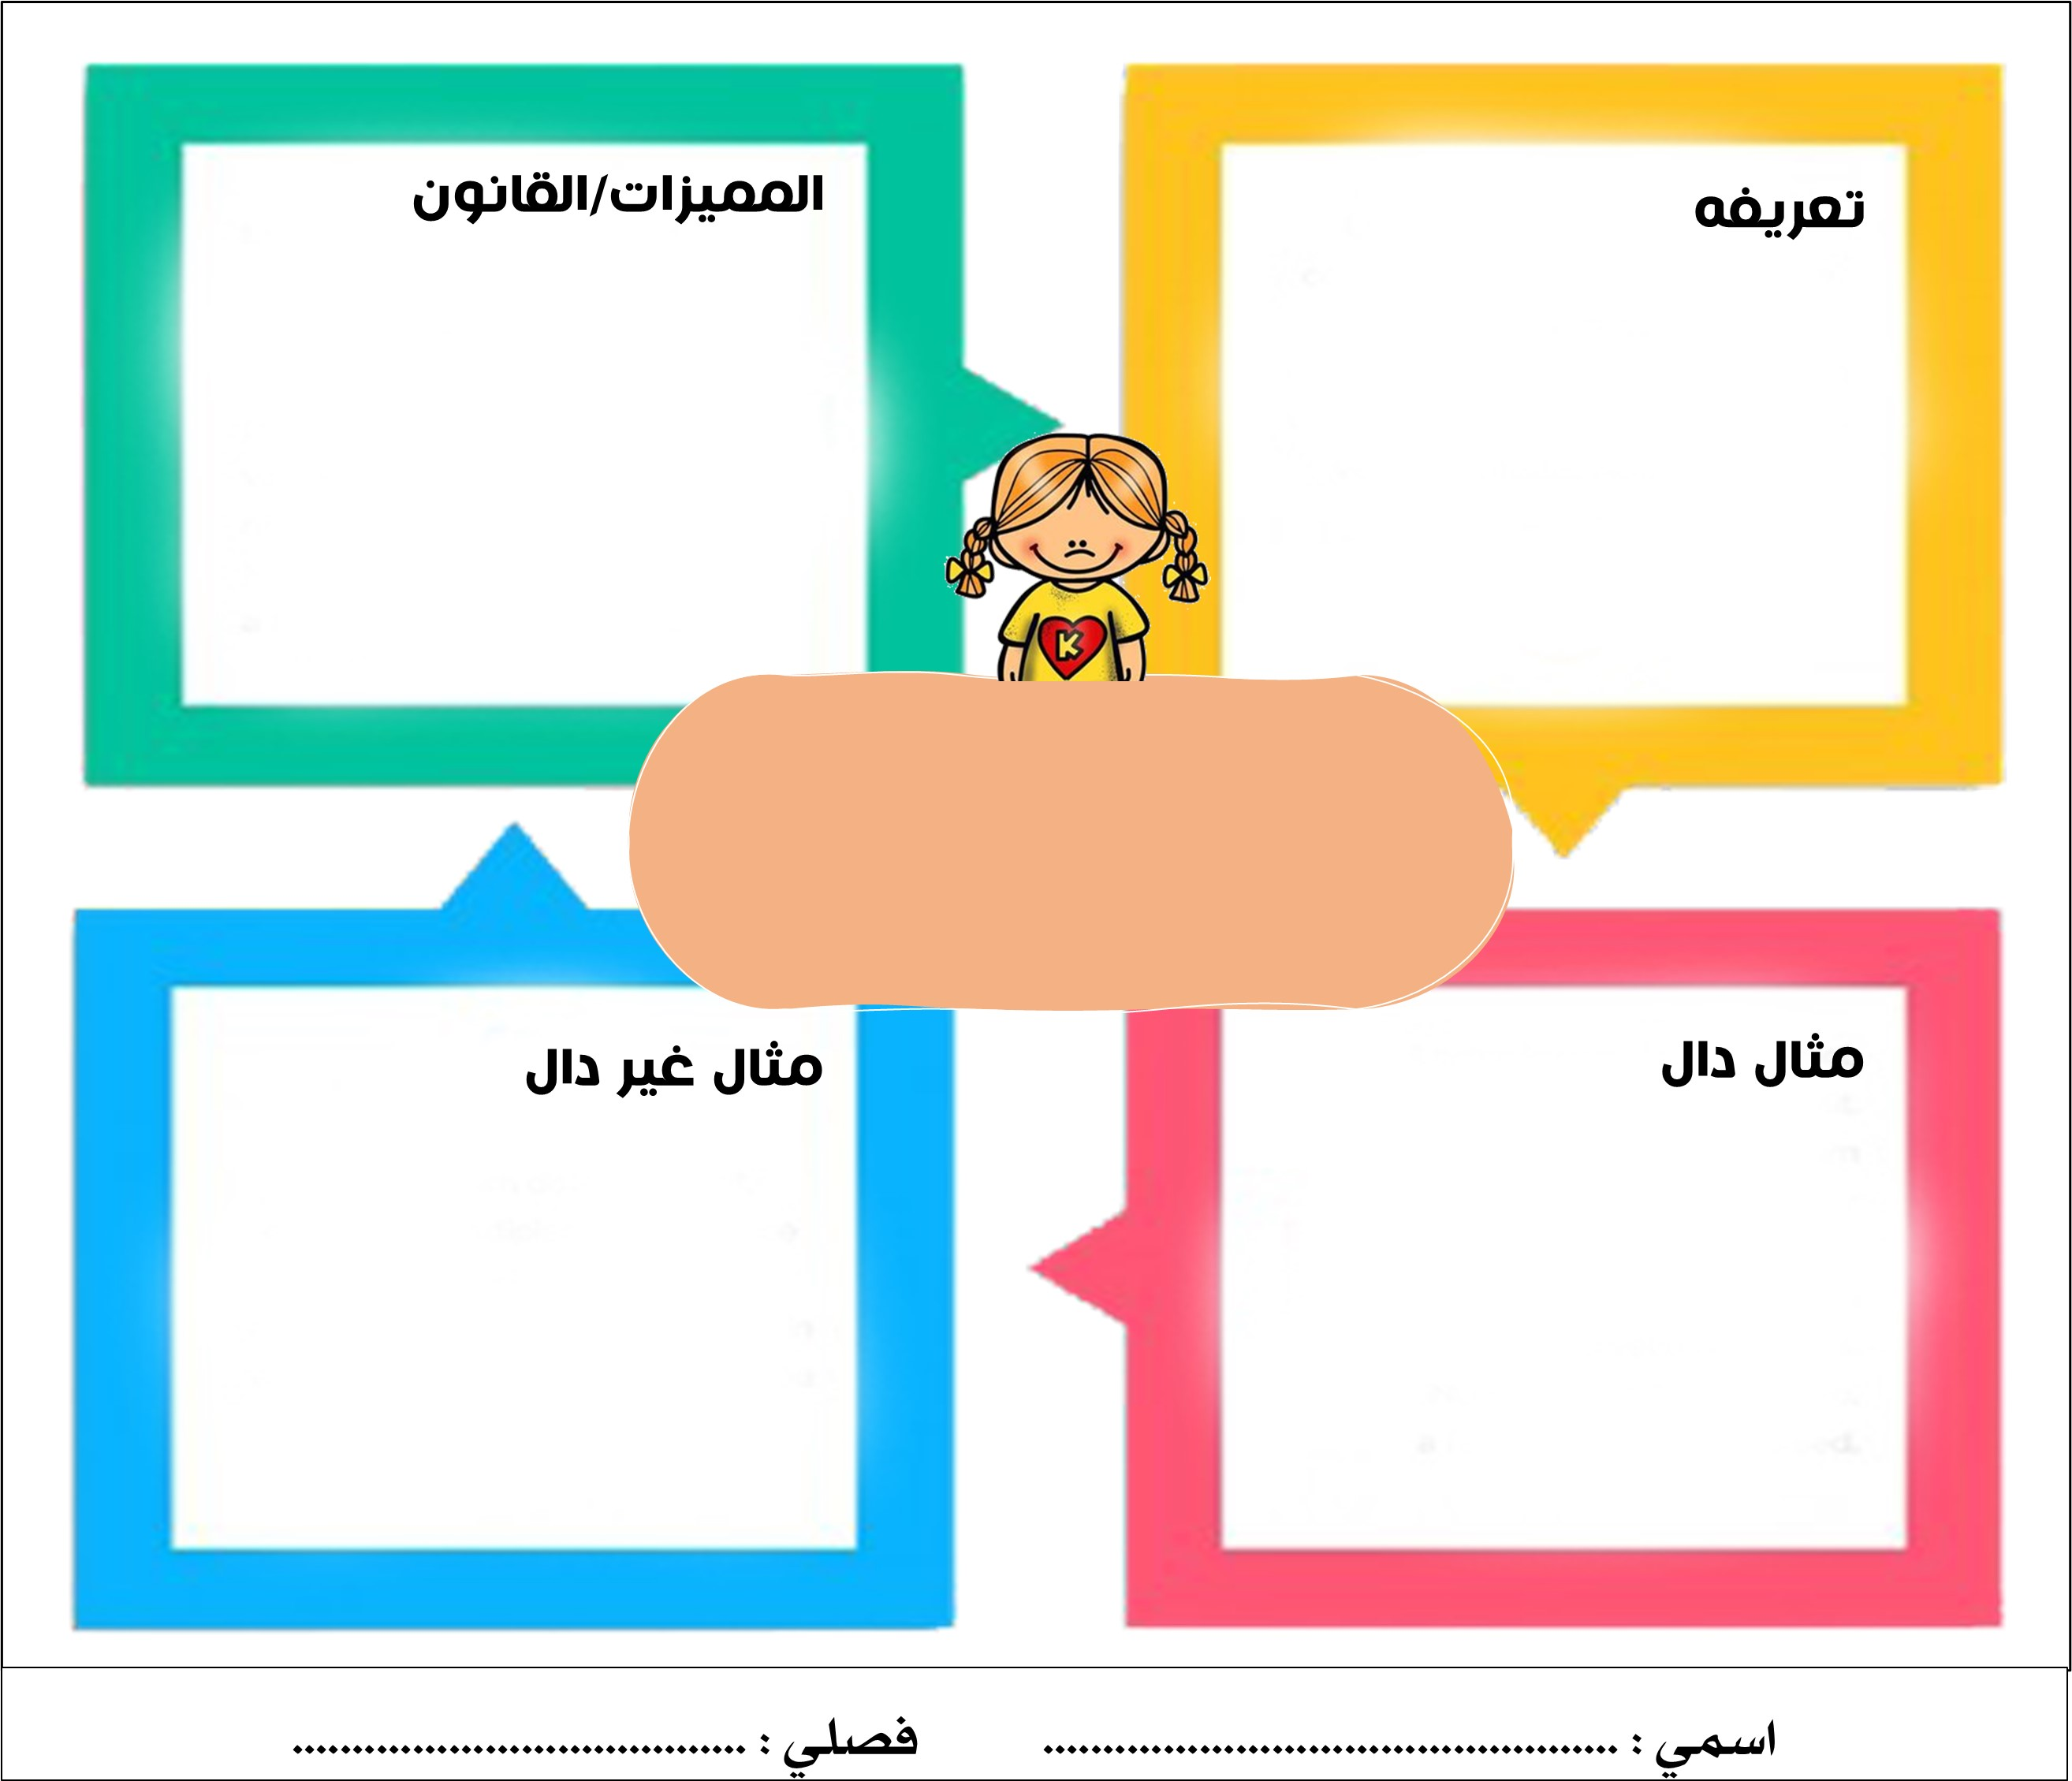 تعريفه
المميزات/القانون
K
مثال دال
مثال غير دال
اسمي : ................................................ فصلي : ......................................